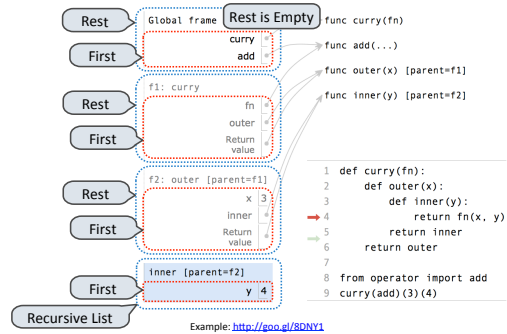 Rest
Global frame
Rest is Empty
func curry(fn)
curry
func add(...)
First
add
func outer(x) [parent=f1]
f1: curry
func inner(y) [parent=f2]
Rest
fn
outer
First
Return
value
f2: outer [parent=f1]
Rest
x 3
inner
First
Return
value
inner [parent=f2]
First
y 4
Recursive List
1 def curry(fn):
2     def outer(x):
3         def inner(y):
4             return fn(x, y)
5         return inner
6     return outer
7
8 from operator import add
9 curry(add)(3)(4)
Example: http://goo.gl/8DNY1